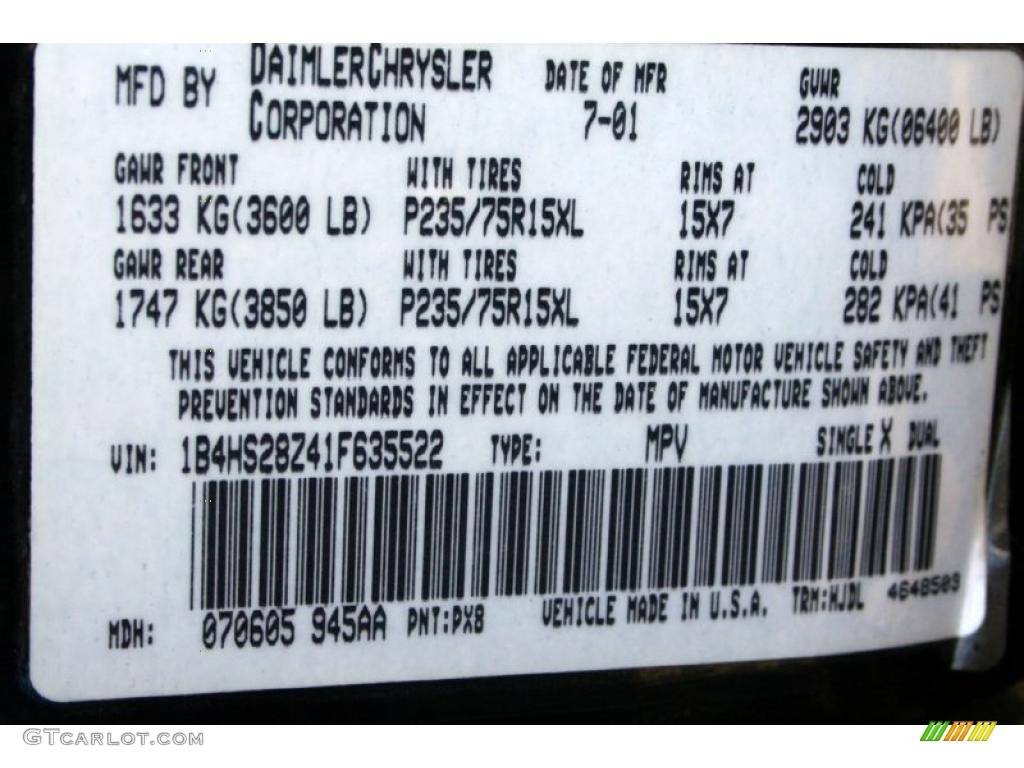 MFD BY DAIMLERCHRYSLER CORPORATION DATE OF MFR 7-01 GVWR 2903 KG(06400 LB)
GAWR FRONT WITH TIRES RIMS AT COLD
1633 KG(3600 LB) P235/75R15XL 15X7 241 KPA(35 PS
GAWR REAR WITH TIRES RIMS AT COLD
1747 KG(3850 LB) P235/75R15XL 15X7 282 KPA(41 PS
THIS VEHICLE CONFORMS TO ALL APPLICABLE FEDERAL MOTOR VEHICLE SAFETY AND THEFT
PREVENTION STANDARDS IN EFFECT ON THE DATE OF MANUFACTURE SHOWN ABOVE.
VIN: 1B4HS28Z41F635522 TYPE: MPV SINGLE X DUAL
MDH: 070605 945AA PNT:PX8 VEHICLE MADE IN U.S.A. TRM:HJDL 4648503
GTCARLOT.COM